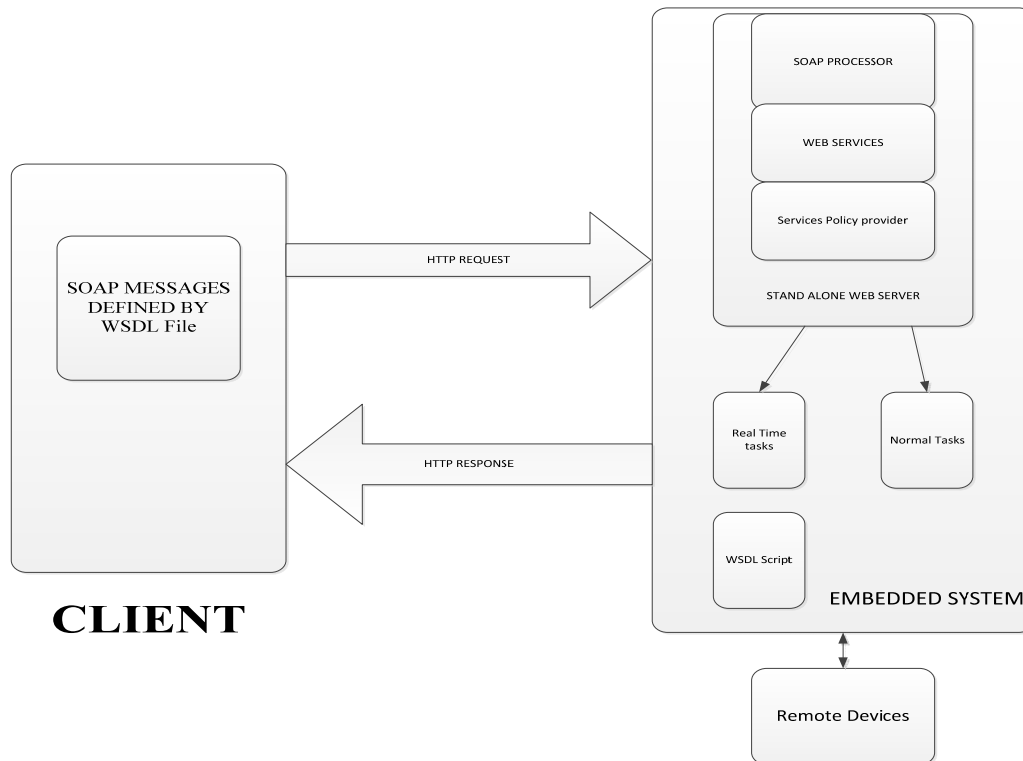 SOAP PROCESSOR
WEB SERVICES
Services Policy provider
STAND ALONE WEB SERVER
SOAP MESSAGES
DEFINED BY
WSDL File
HTTP REQUEST
Real Time
tasks
Normal Tasks
HTTP RESPONSE
WSDL Script
EMBEDDED SYSTEM
CLIENT
Remote Devices